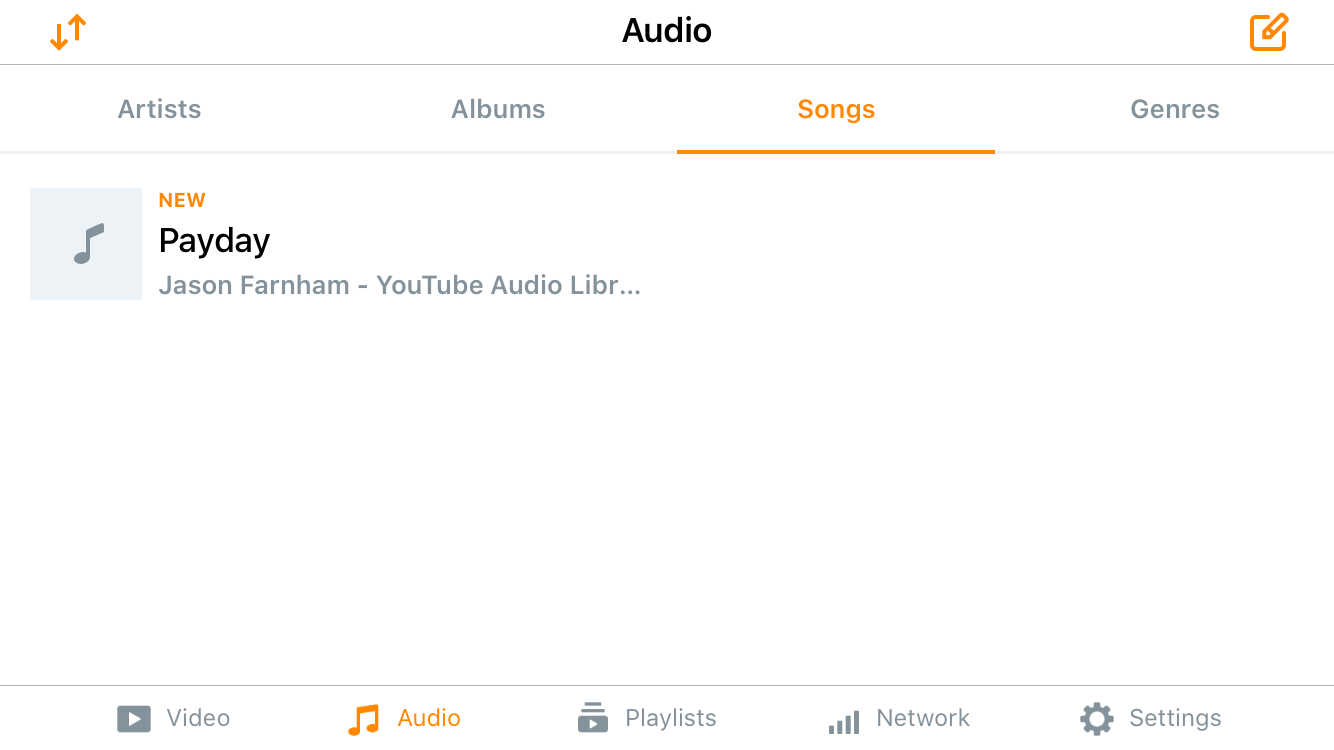 Audio
Artists Albums Songs Genres
NEW
Payday
Jason Farnham - YouTube Audio Libr...
Video Audio Playlists Network Settings